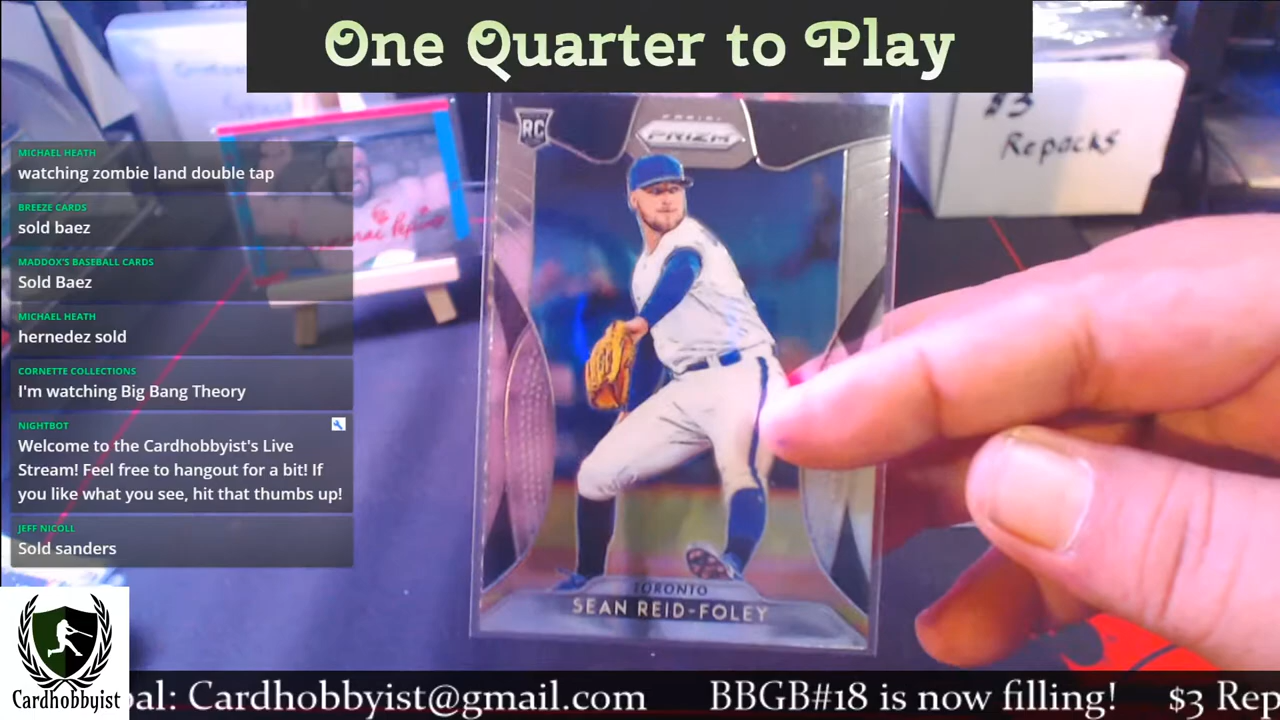 One Quarter to Play
$3
Repacks
RC
PANINI
PRIZM
MICHAEL HEATH
watching zombie land double tap
BREEZE CARDS
sold baez
MADDOX'S BASEBALL CARDS
Sold Baez
MICHAEL HEATH
hernedez sold
CORNETTE COLLECTIONS
I'm watching Big Bang Theory
NIGHTBOT
Welcome to the Cardhobbyist's Live
Stream! Feel free to hangout for a bit! If
you like what you see, hit that thumbs up!
JEFF NICOLL
Sold sanders
TORONTO
SEAN REID-FOLEY
Cardhobbyist
pal: Cardhobbyist@gmail.com BBGB#18 is now filling! $3 Rep